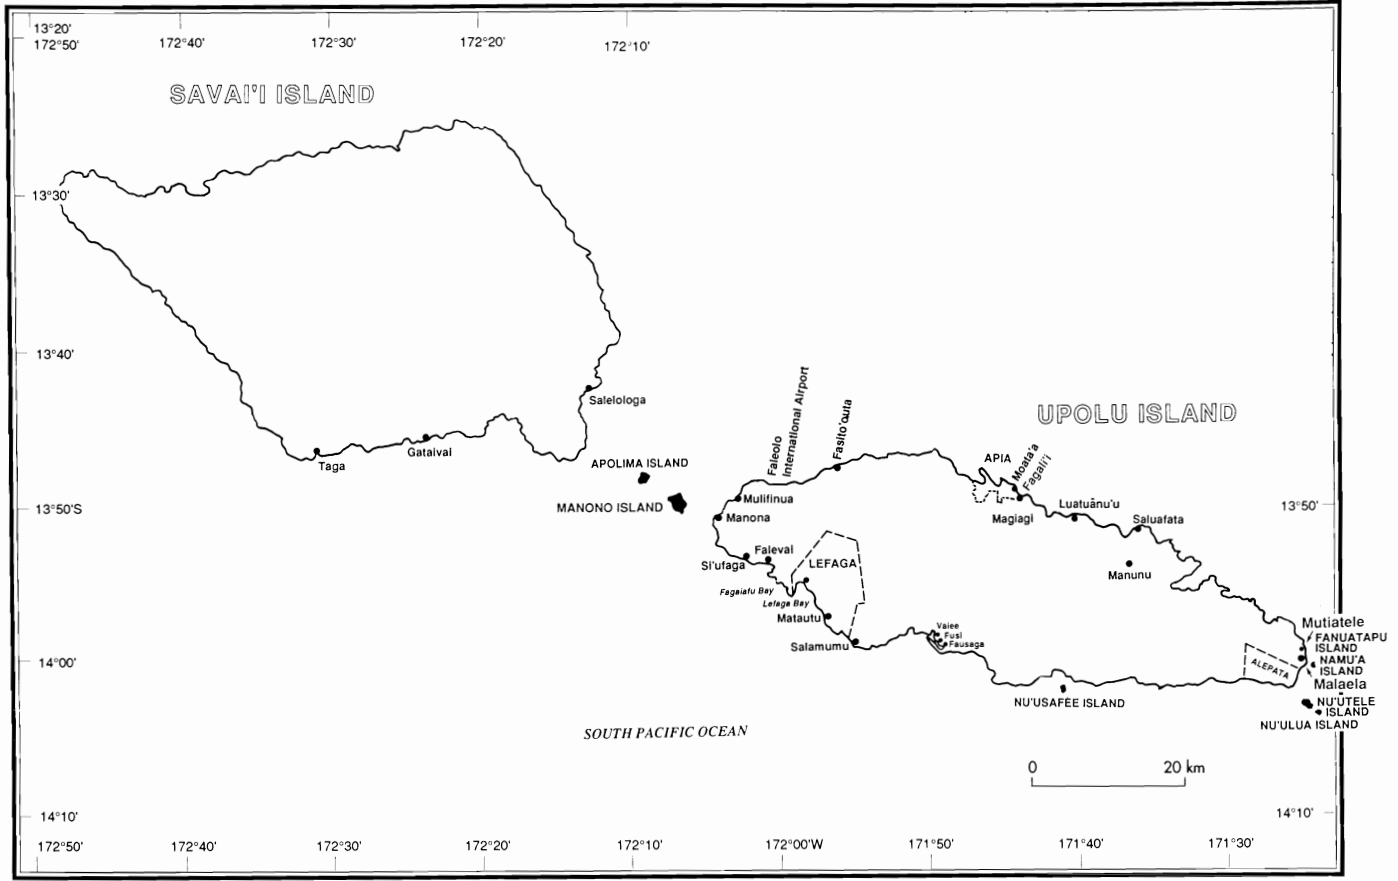 13°20'
172°50'
172°40'
172°30'
172°20'
172°10'
SAVAI'I ISLAND
13°30'
13°40'
Salelologa
Taga
Gataivai
APOLIMA ISLAND
MANONO ISLAND
13°50'S
Faleolo
International Airport
Fasito'outa
UPOLU ISLAND
APIA
Moata'a
Fagali'i
Magiagi
Luatuānu'u
Saluafata
13°50'
Mulifinua
Manona
Si'ufaga
Faleval
LEFAGA
Manunu
Fagaiafu Bay
Lefaga Bay
Matautu
Salamumu
Vaiee
Fusi
Fausaga
Mutiatele
FANUATAPU
ISLAND
NAMU'A
ISLAND
ALEPATA
Malaela
14°00'
NU'USAFEE ISLAND
NU'UTELE
ISLAND
NU'ULUA ISLAND
SOUTH PACIFIC OCEAN
0 20 km
14°10'
14°10'
172°50'
172°40'
172°30'
172°20'
172°10'
172°00'W
171°50'
171°40'
171°30'